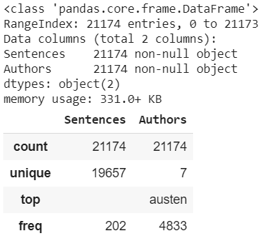 <class 'pandas.core.frame.DataFrame'>
RangeIndex: 21174 entries, 0 to 21173
Data columns (total 2 columns):
Sentences    21174 non-null object
Authors      21174 non-null object
dtypes: object(2)
memory usage: 331.0+ KB
Sentences Authors
count 21174 21174
unique 19657 7
top austen
freq 202 4833